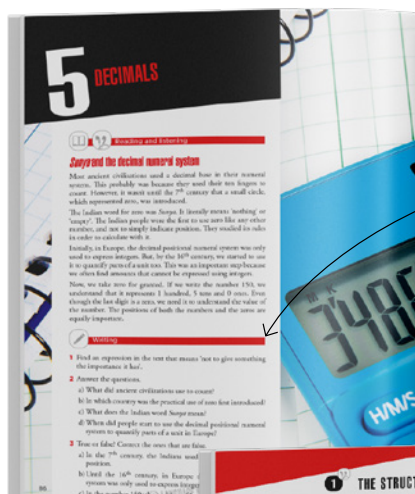 5 DECIMALS
Reading and listening
Sunya and the decimal numeral system
Most ancient civilisations used a decimal base in their numeral
system. This probably was because they used their ten fingers to
count. However, it wasn't until the 7th century that a small circle,
which represented zero, was introduced.
The Indian word for zero was Sunya. It literally means 'nothing' or
'empty'. The Indian people were the first to use zero like any other
number, and not to simply indicate position. They studied its rules
in order to calculate with it.
Initially, in Europe, the decimal positional numeral system was only
used to express integers. But, by the 16th century, we started to use
it to quantify parts of a unit too. This was an important step because
we often find amounts that cannot be expressed using integers.
Now, we take zero for granted. If we write the number 150, we
understand that it represents 1 hundred, 5 tens and 0 ones. Even
though the last digit is a zero, we need it to understand the value of
the number. The positions of both the numbers and the zeros are
equally important.
Writing
1 Find an expression in the text that means 'not to give something
the importance it has'.
2 Answer the questions.
a) What did ancient civilisations use to count?
b) In which century was the practical use of zero first introduced?
c) What does the Indian word Sunya mean?
d) When did people start to use the decimal positional numeral
system to quantify parts of a unit in Europe?
3 True or false? Correct the ones that are false.
a) In the 7th century, the Indians used
position.
b) Until the 16th century, in Europe
system was only used to express integers
86
H/M/S
1 THE STRUCT